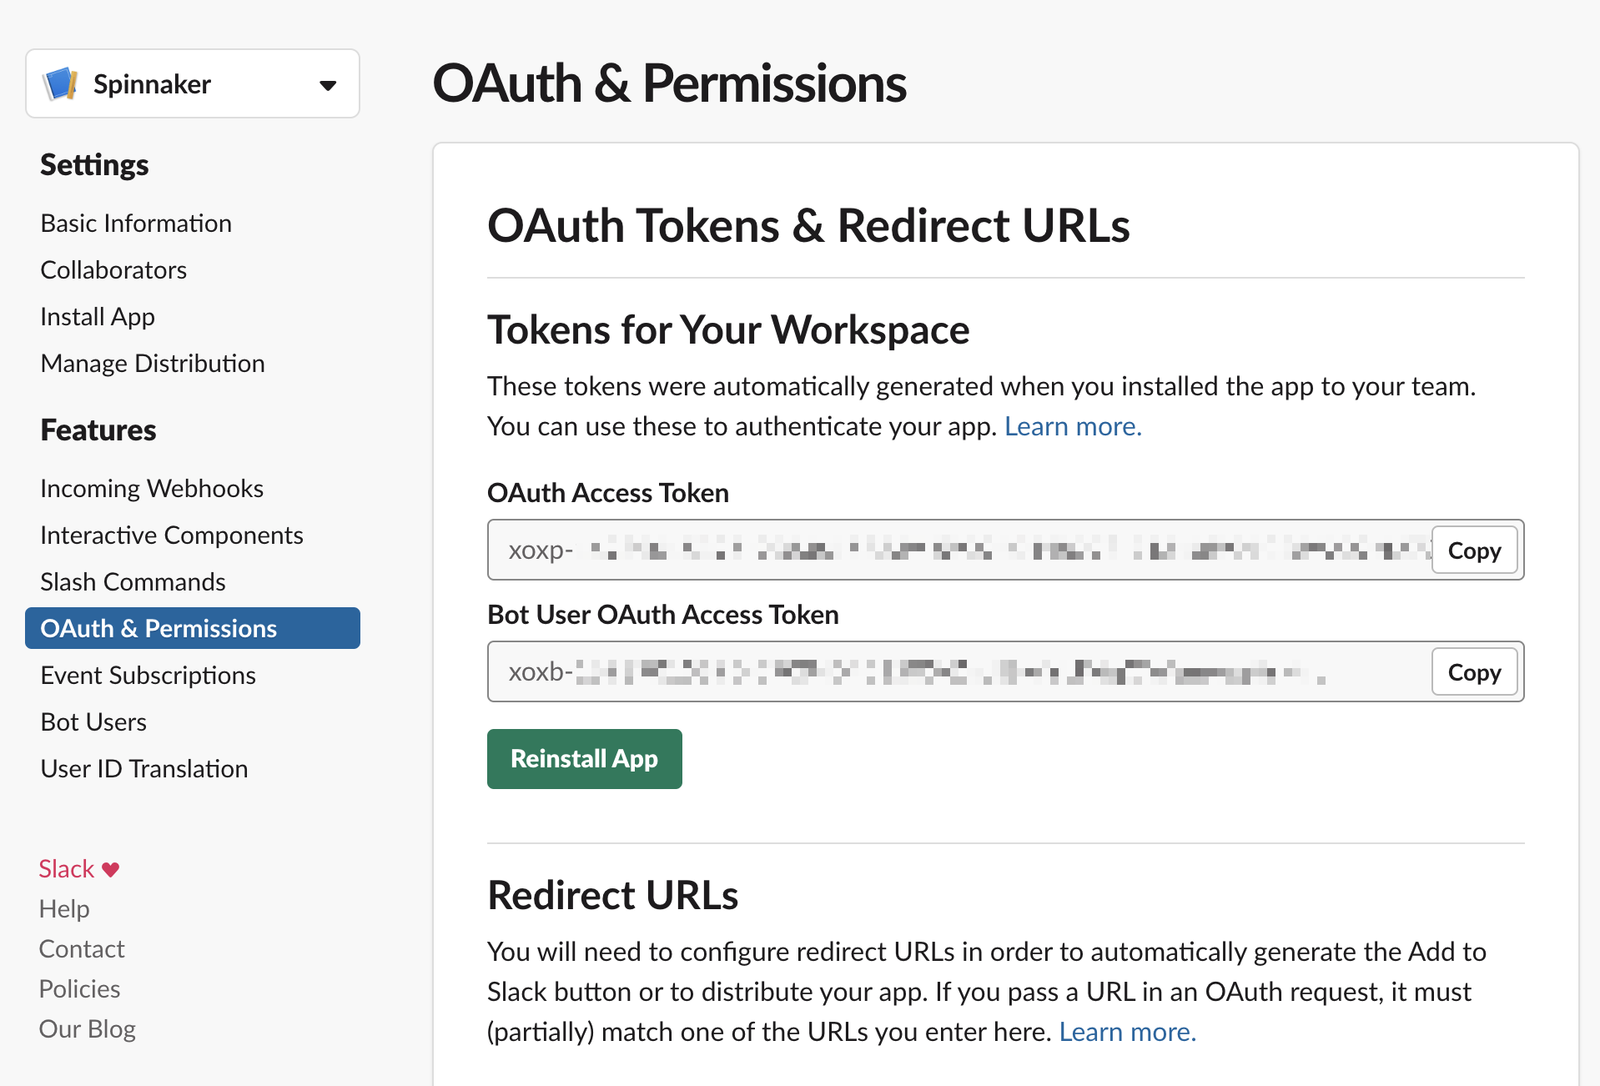 Spinnaker
Settings
Basic Information
Collaborators
Install App
Manage Distribution
Features
Incoming Webhooks
Interactive Components
Slash Commands
OAuth & Permissions
Event Subscriptions
Bot Users
User ID Translation
Slack ♥
Help
Contact
Policies
Our Blog
OAuth & Permissions
OAuth Tokens & Redirect URLs
Tokens for Your Workspace
These tokens were automatically generated when you installed the app to your team.
You can use these to authenticate your app. Learn more.
OAuth Access Token
xoxp-
Copy
Bot User OAuth Access Token
xoxb-
Copy
Reinstall App
Redirect URLs
You will need to configure redirect URLs in order to automatically generate the Add to
Slack button or to distribute your app. If you pass a URL in an OAuth request, it must
(partially) match one of the URLs you enter here. Learn more.